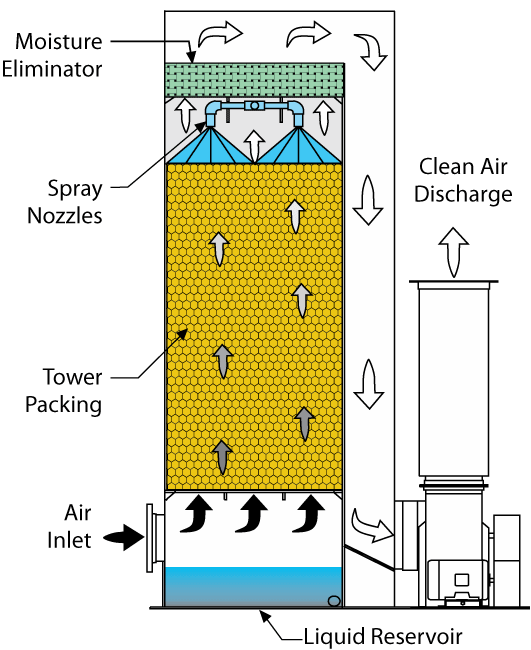 Moisture
Eliminator
Spray
Nozzles
Clean Air
Discharge
Tower
Packing
Air
Inlet
Liquid Reservoir